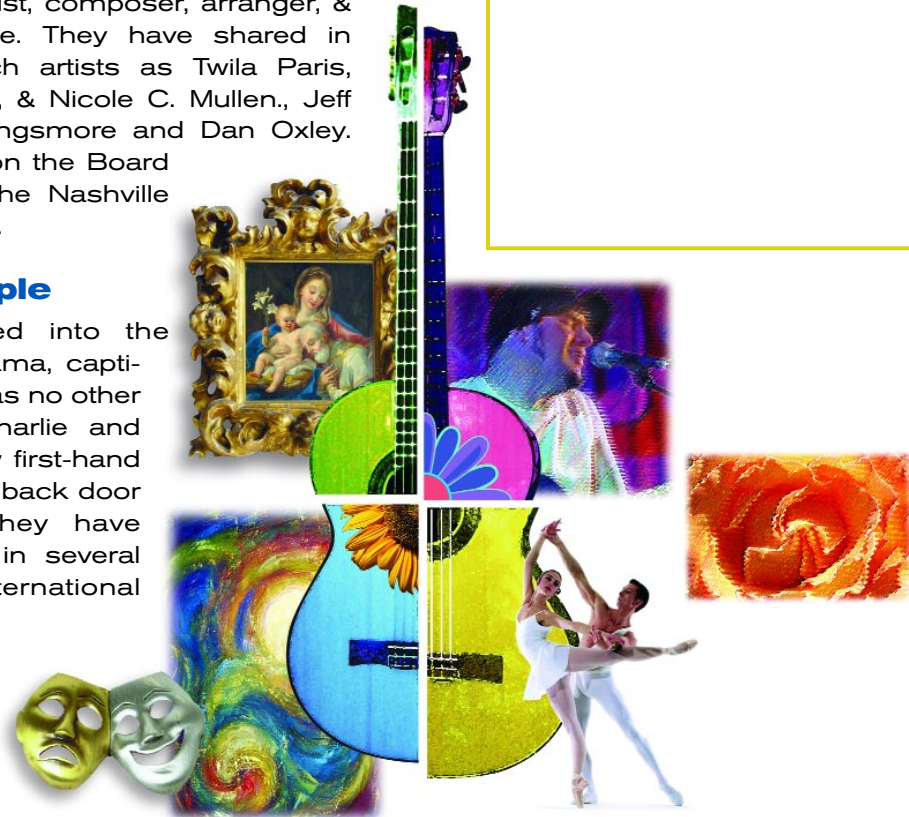 ist, composer, arranger, &
e. They have shared in
ch artists as Twila Paris,
, & Nicole C. Mullen., Jeff
ngsmore and Dan Oxley.
on the Board
he Nashville
.
ple
ed into the
ama, capti-
as no other
harlie and
y first-hand
back door
hey have
in several
ternational